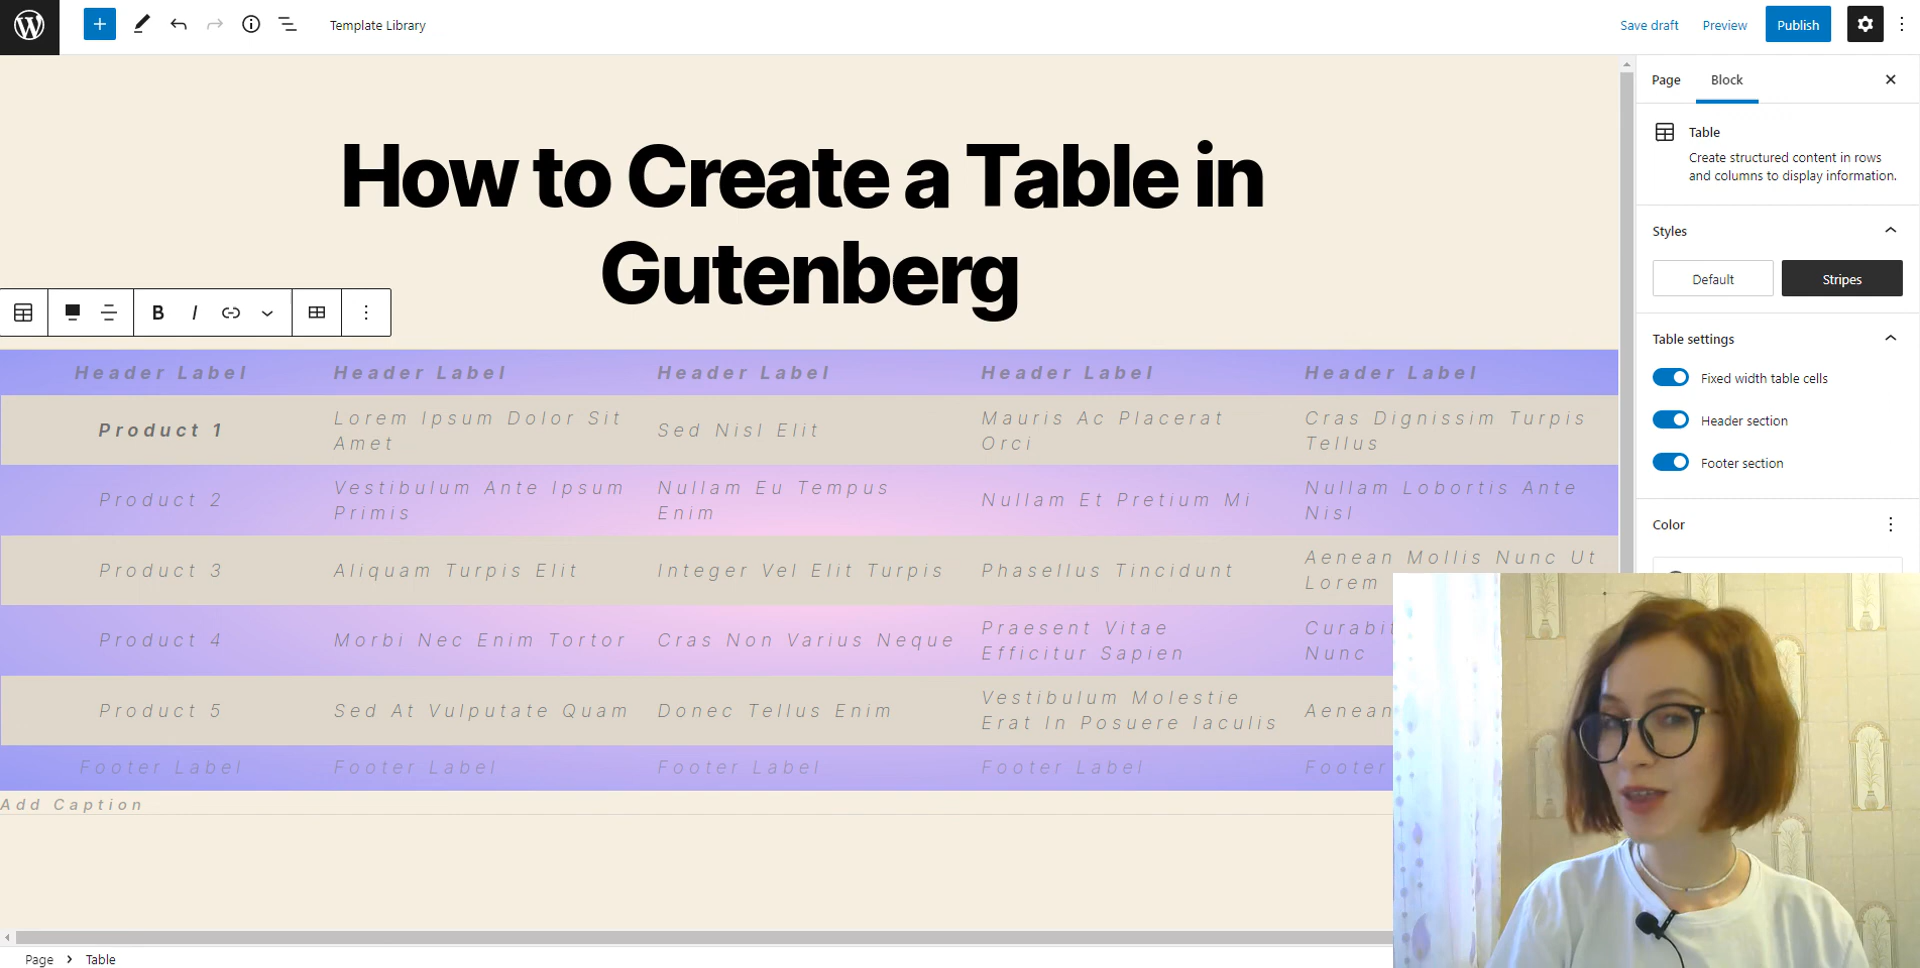 Template Library
Save draft
Preview
Publish
How to Create a Table in
Gutenberg
B I
Header Label Header Label Header Label Header Label Header Label
Product 1
Lorem Ipsum Dolor Sit
Amet
Sed Nisl Elit
Mauris Ac Placerat
Orci
Cras Dignissim Turpis
Tellus
Product 2
Vestibulum Ante Ipsum
Primis
Nullam Eu Tempus
Enim
Nullam Et Pretium Mi
Nullam Lobortis Ante
Nisl
Product 3
Aliquam Turpis Elit
Integer Vel Elit Turpis
Phasellus Tincidunt
Aenean Mollis Nunc Ut
Lorem
Product 4
Morbi Nec Enim Tortor
Cras Non Varius Neque
Praesent Vitae
Efficitur Sapien
Nunc
Product 5
Sed At Vulputate Quam
Donec Tellus Enim
Vestibulum Molestie
Erat In Posuere Iaculis
Aenean
Footer Label Footer Label Footer Label Footer Label Footer
Add Caption
Page > Table
Page Block
Table
Create structured content in rows
and columns to display information.
Styles
Default Stripes
Table settings
Fixed width table cells
Header section
Footer section
Color